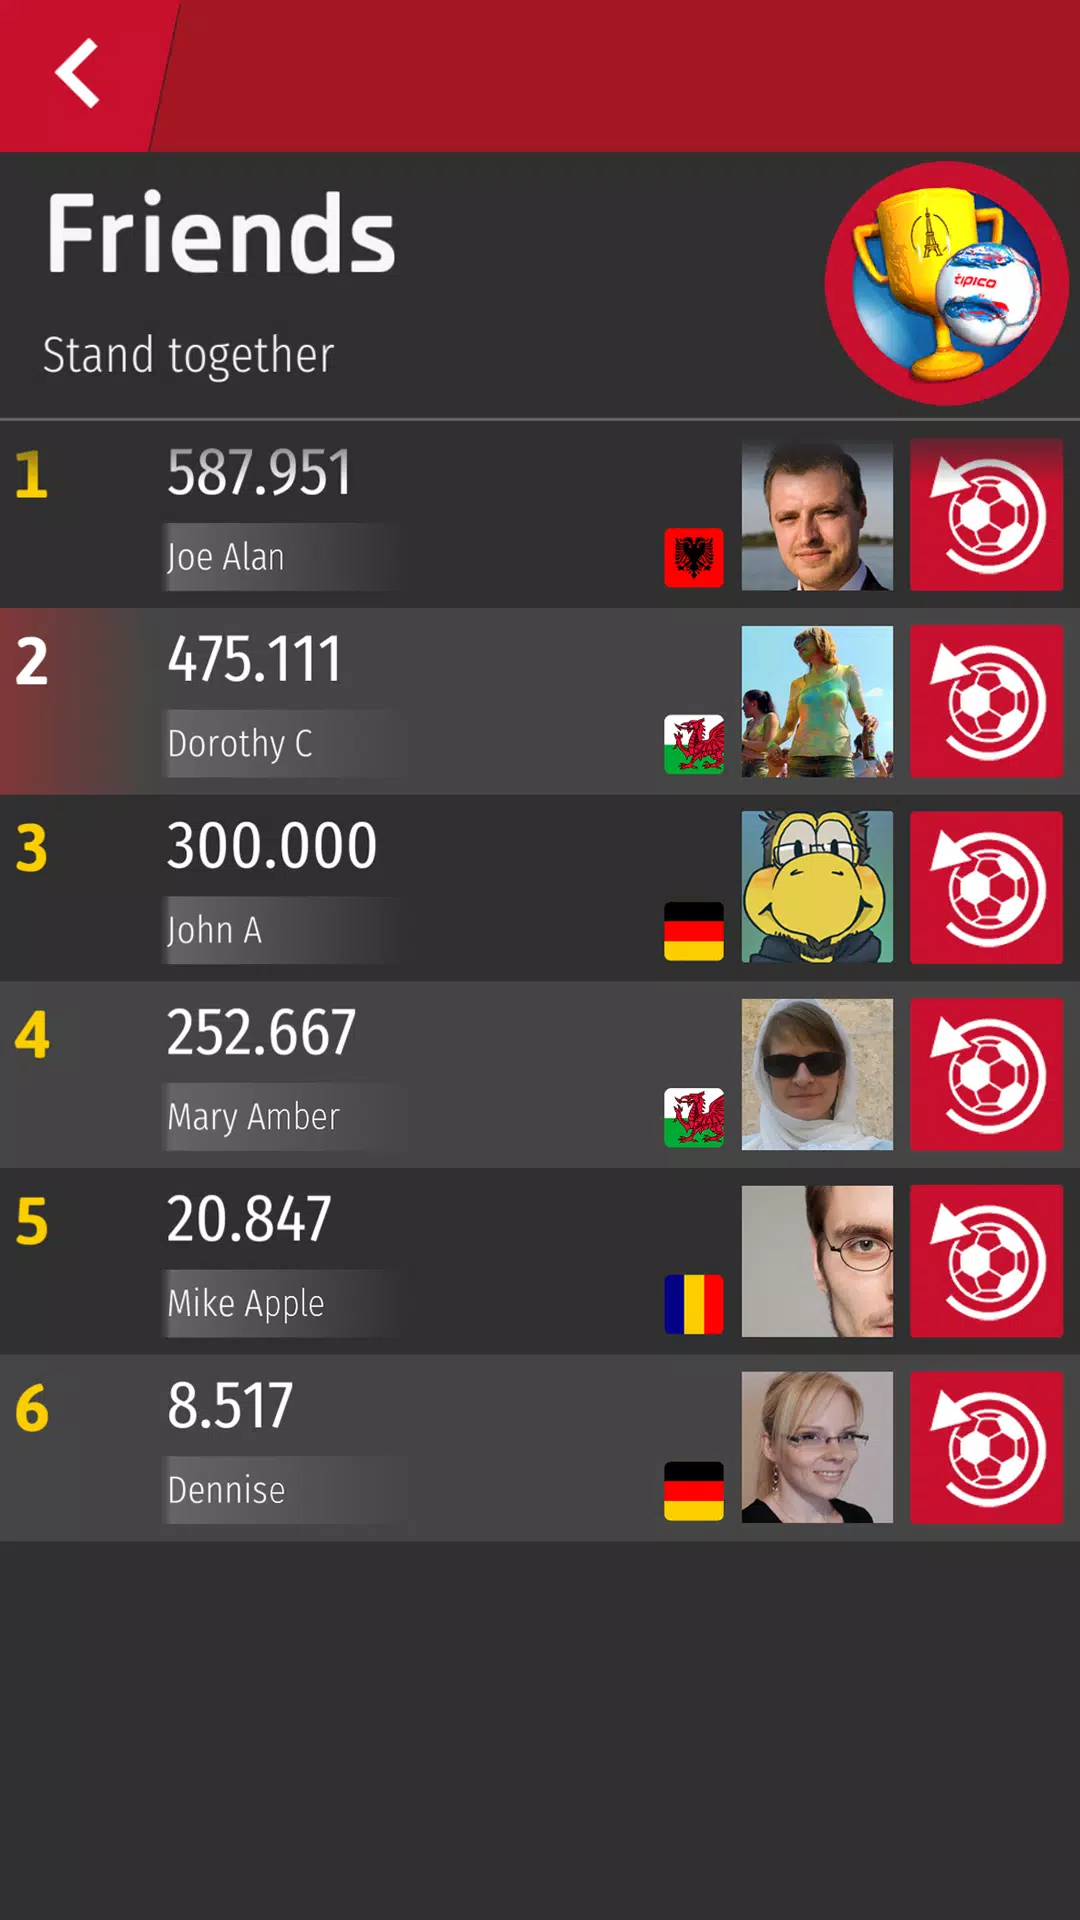 Friends
tipico
Stand together
1
587.951
Joe Alan
2
475.111
Dorothy C
3
300.000
John A
4
252.667
Mary Amber
5
20.847
Mike Apple
6
8.517
Dennise